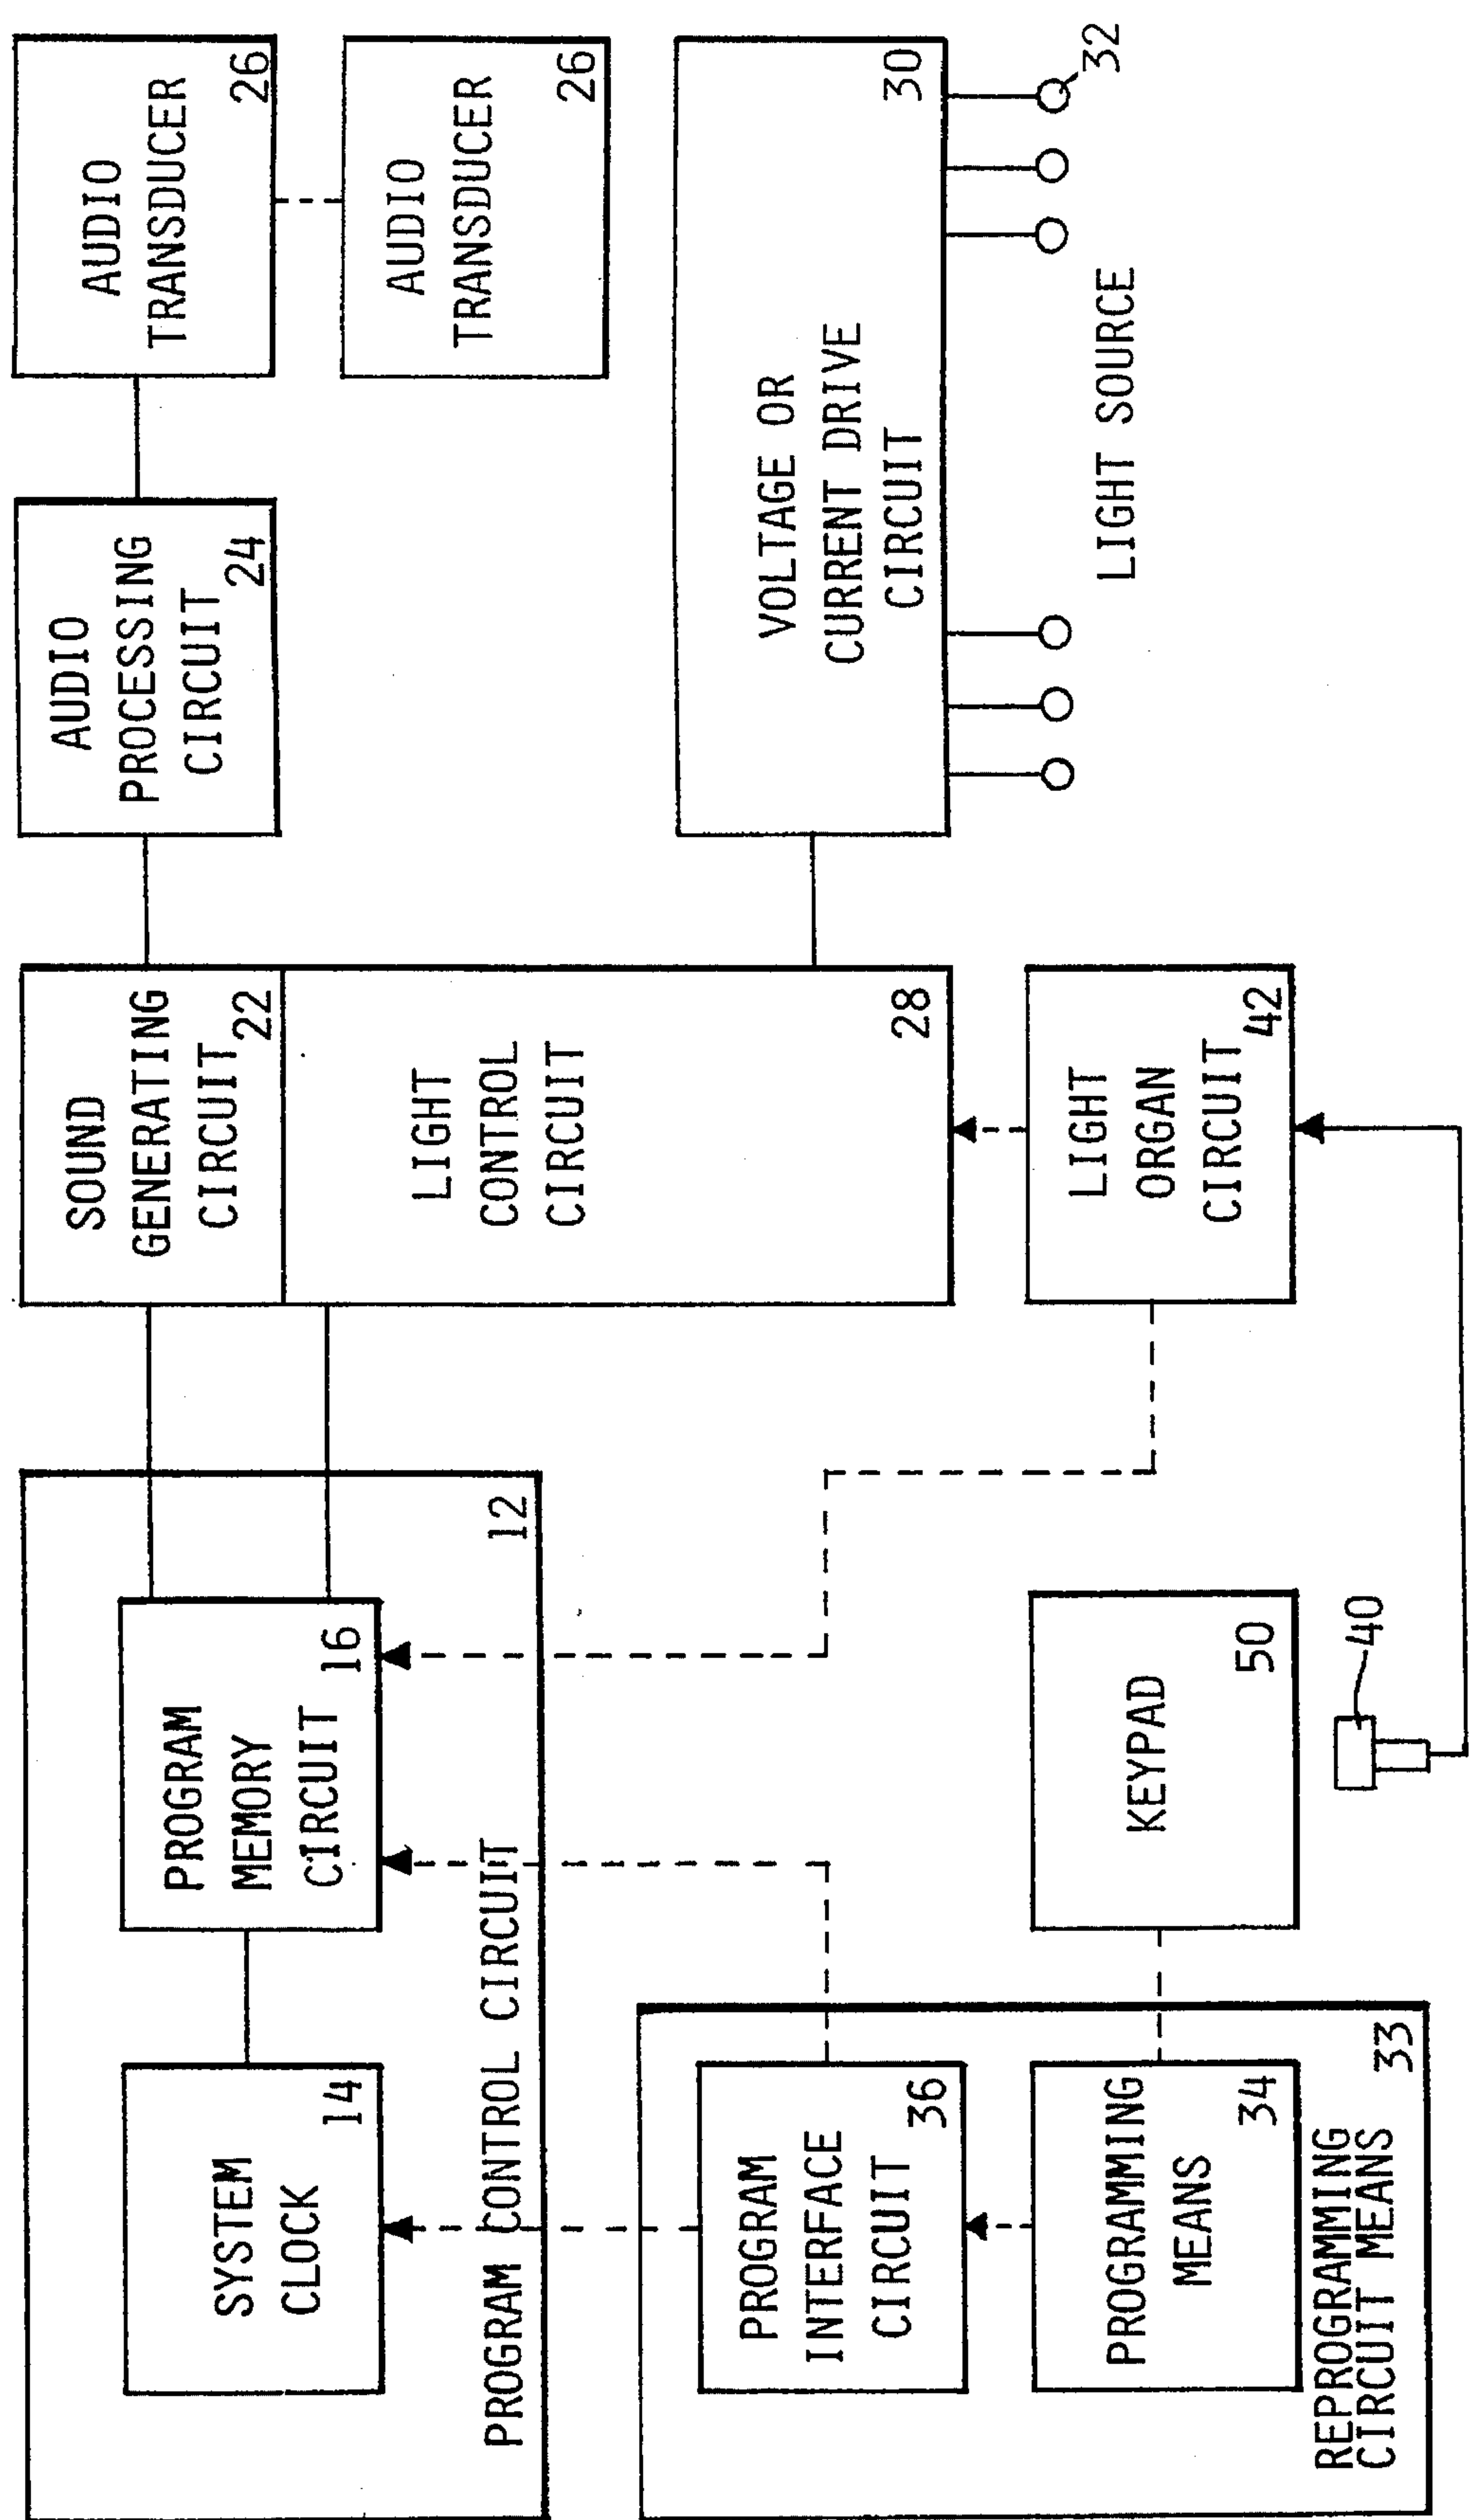 SYSTEM
CLOCK
14
PROGRAM
MEMORY
CIRCUIT
16
PROGRAM CONTROL CIRCUIT
12
SOUND
GENERATING
CIRCUIT
22
AUDIO
PROCESSING
CIRCUIT
24
AUDIO
TRANSDUCER
26
AUDIO
TRANSDUCER
26
LIGHT
CONTROL
CIRCUIT
28
VOLTAGE OR
CURRENT DRIVE
CIRCUIT
30
32
LIGHT SOURCE
PROGRAM
INTERFACE
CIRCUIT
36
PROGRAMMING
MEANS
34
REPROGRAMMING
CIRCUIT MEANS
33
KEYPAD
50
40
LIGHT
ORGAN
CIRCUIT
42